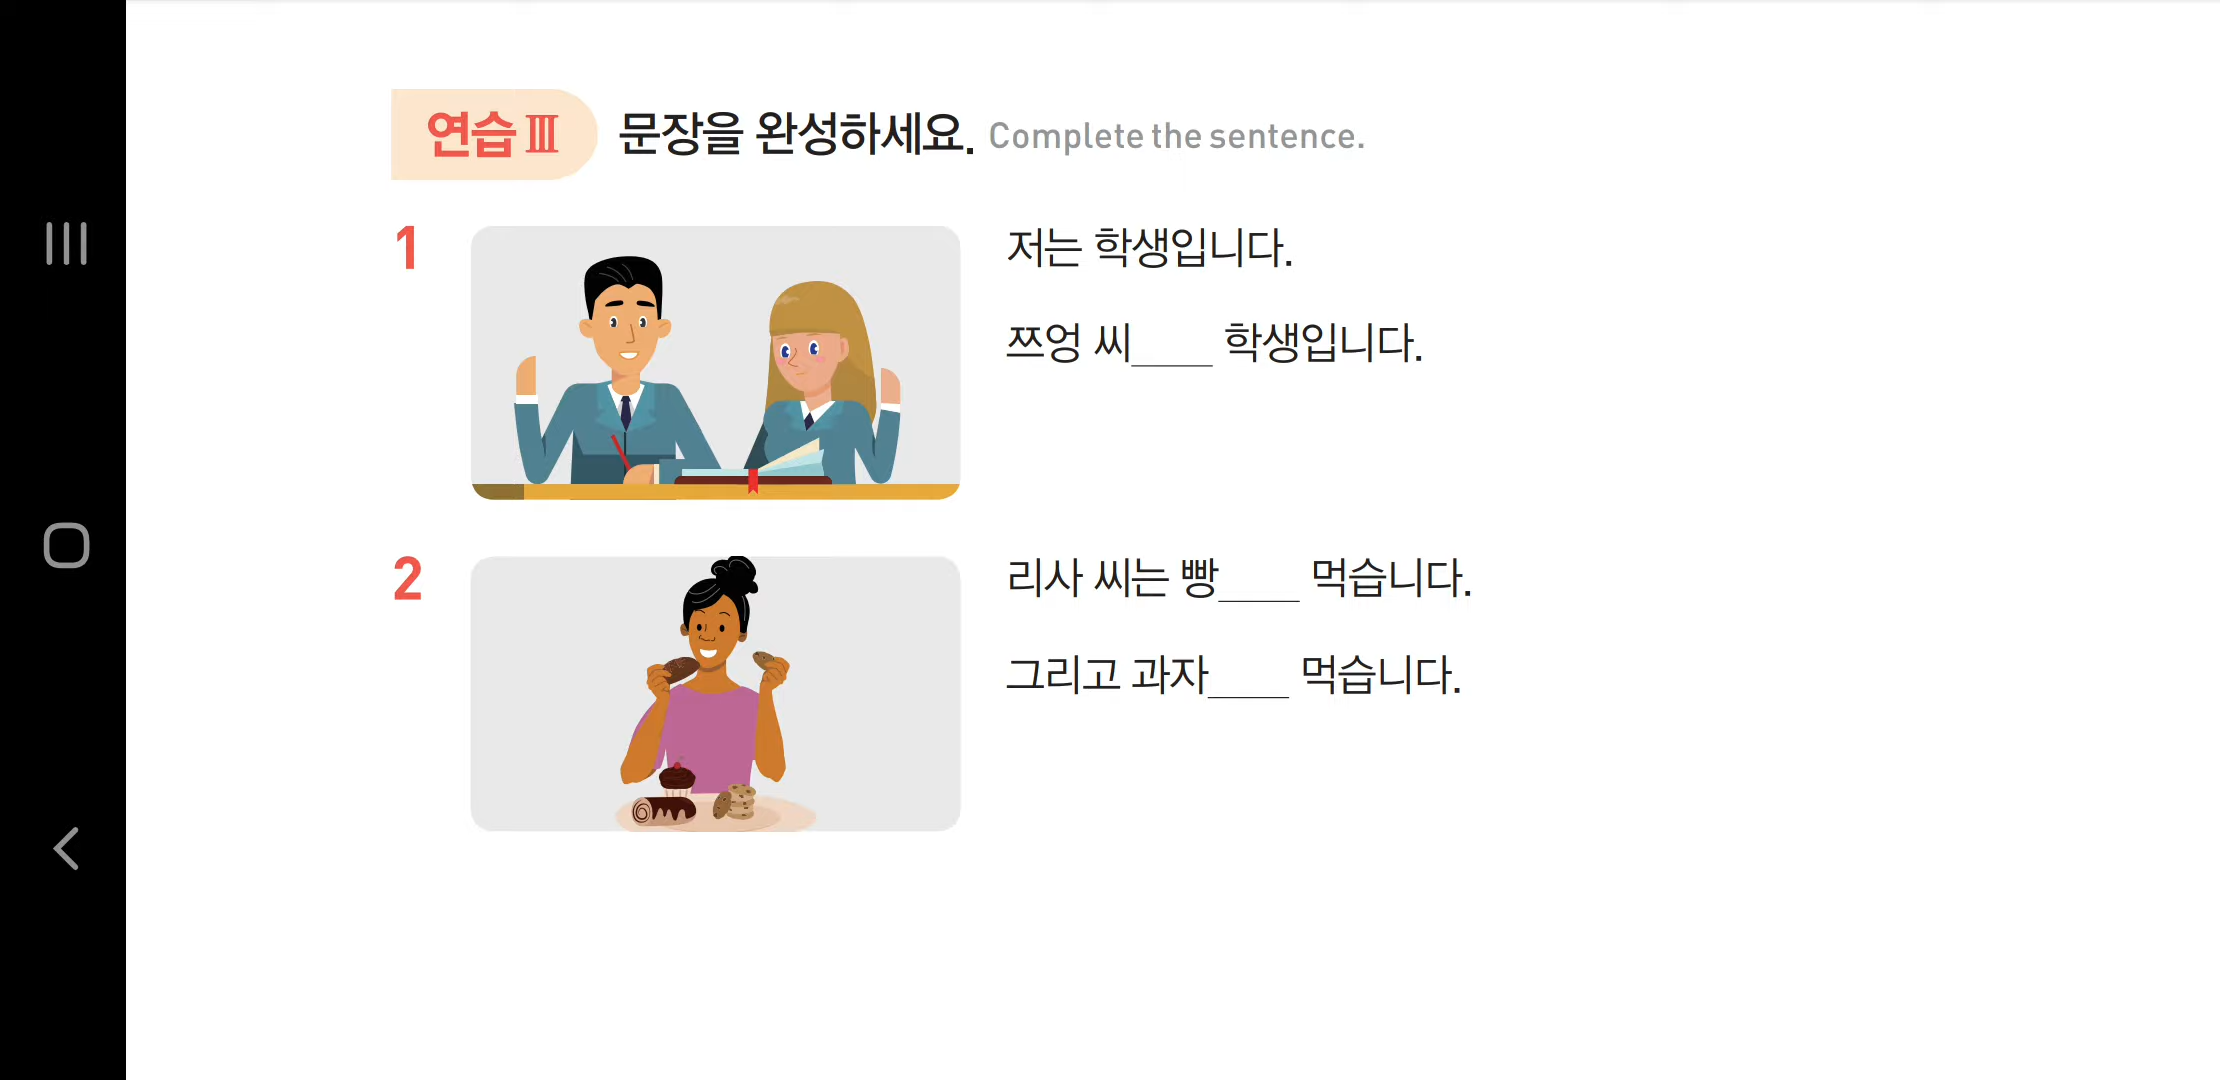 연습 Ⅲ 문장을 완성하세요. Complete the sentence.
1
저는 학생입니다.
쯔엉 씨____ 학생입니다.
2
리사 씨는 빵____ 먹습니다.
그리고 과자____ 먹습니다.